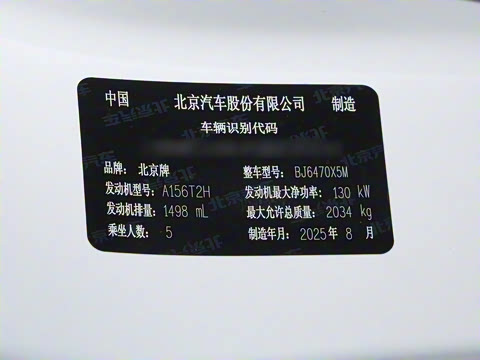 中国 北京汽车股份有限公司 制造
车辆识别代码
品牌: 北京牌 整车型号: BJ6470X5M
发动机型号: A156T2H 发动机最大净功率: 130 kW
发动机排量: 1498 mL 最大允许总质量: 2034 kg
乘坐人数: 5 制造年月: 2025 年 8 月